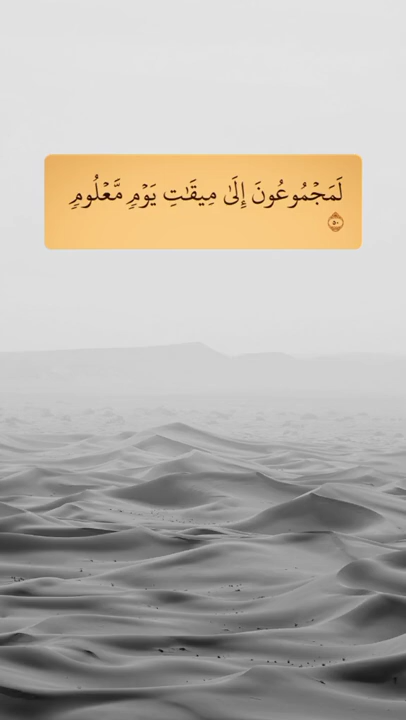 لَمَجْمُوعُونَ إِلَىٰ مِيقَٰتِ يَوْمٍ مَّعْلُومٍ
٥٠